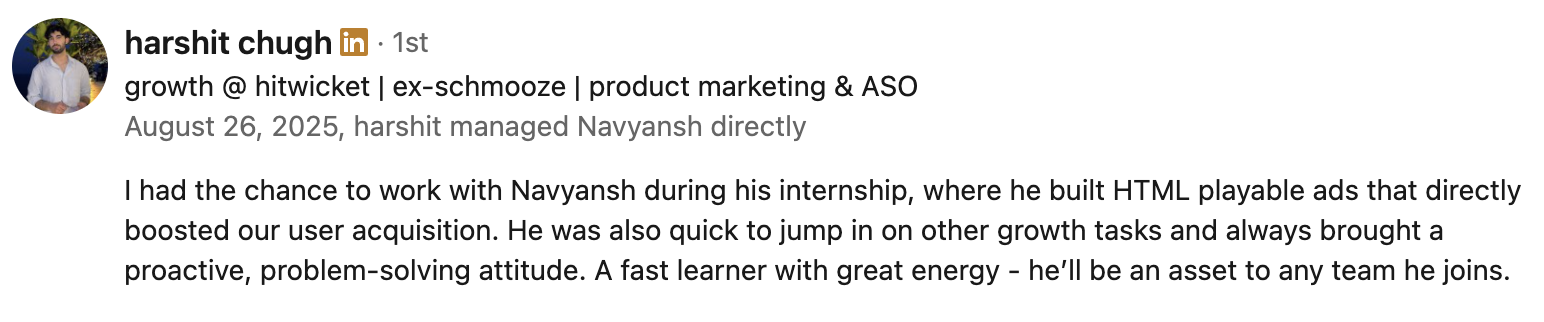 harshit chugh in · 1st
growth @ hitwicket | ex-schmooze | product marketing & ASO
August 26, 2025, harshit managed Navyansh directly
I had the chance to work with Navyansh during his internship, where he built HTML playable ads that directly
boosted our user acquisition. He was also quick to jump in on other growth tasks and always brought a
proactive, problem-solving attitude. A fast learner with great energy - he’ll be an asset to any team he joins.